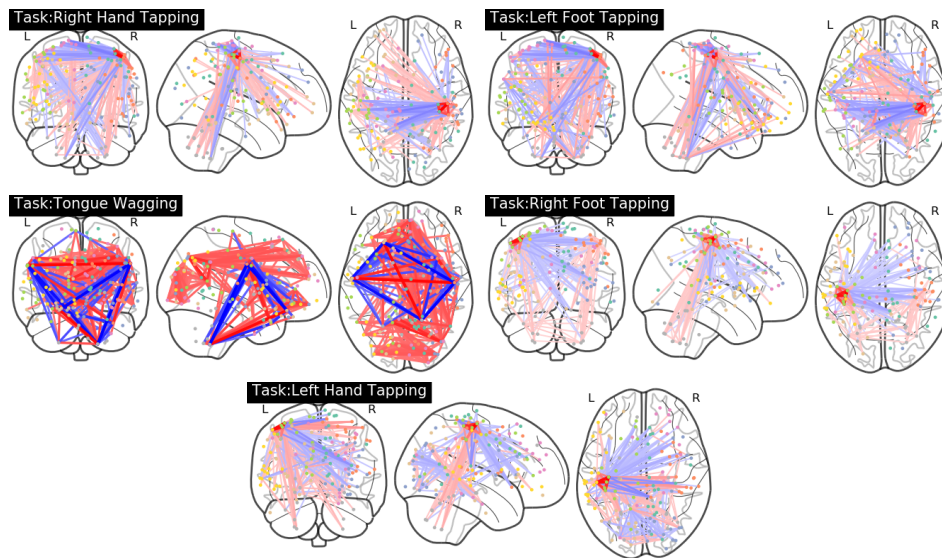 Task:Right Hand Tapping
L R
L R
Task:Left Foot Tapping
L R
L R
Task:Tongue Wagging
L R
L R
Task:Right Foot Tapping
L R
L R
Task:Left Hand Tapping
L R
L R